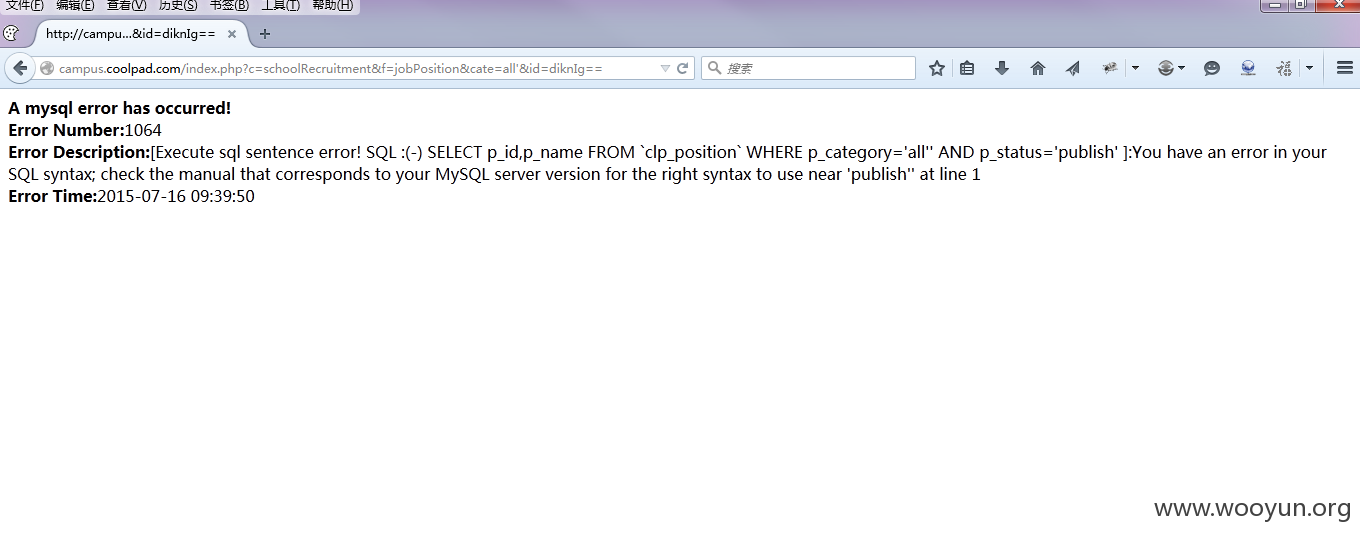 文件(F) 编辑(E) 查看(V) 历史(S) 书签(B) 工具(T) 帮助(H)
http://campu...&id=diknIg==
campus.coolpad.com/index.php?c=schoolRecruitment&f=jobPosition&cate=all'&id=diknIg==
搜索
A mysql error has occurred!
Error Number:1064
Error Description:[Execute sql sentence error! SQL :(-) SELECT p_id,p_name FROM `clp_position` WHERE p_category='all'' AND p_status='publish' ]:You have an error in your
SQL syntax; check the manual that corresponds to your MySQL server version for the right syntax to use near 'publish'' at line 1
Error Time:2015-07-16 09:39:50
www.wooyun.org